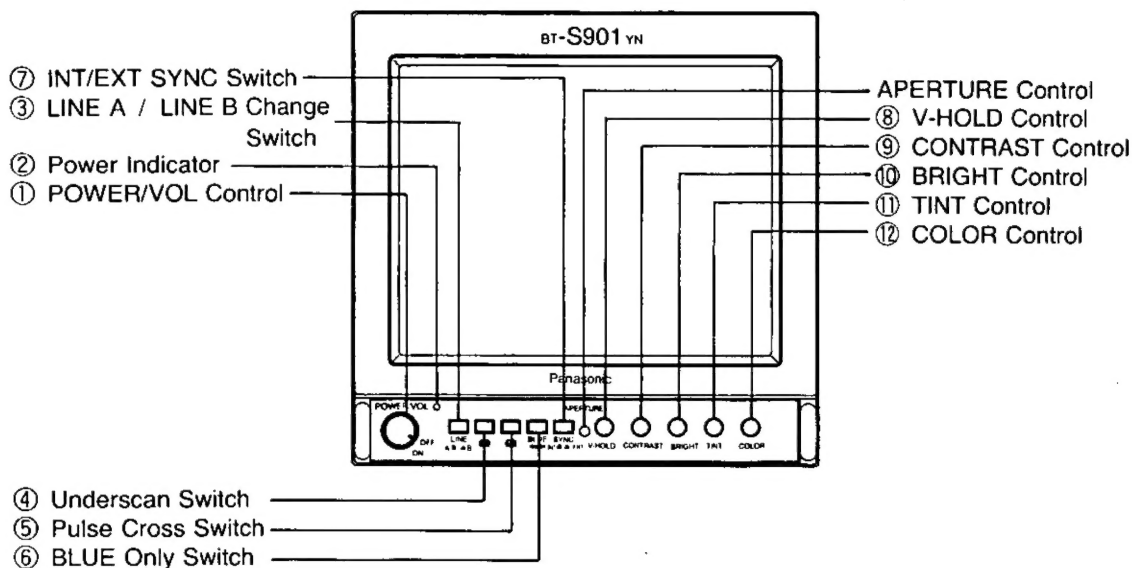 BT-S901 YN
⑦ INT/EXT SYNC Switch
③ LINE A / LINE B Change
Switch
② Power Indicator
① POWER/VOL Control
APERTURE Control
⑧ V-HOLD Control
⑨ CONTRAST Control
⑩ BRIGHT Control
⑪ TINT Control
⑫ COLOR Control
Panasonic
POWER/VOL
APERTURE
OFF
ON
LINE
BLUE
SYNC
V-HOLD
CONTRAST
BRIGHT
TINT
COLOR
④ Underscan Switch
⑤ Pulse Cross Switch
⑥ BLUE Only Switch